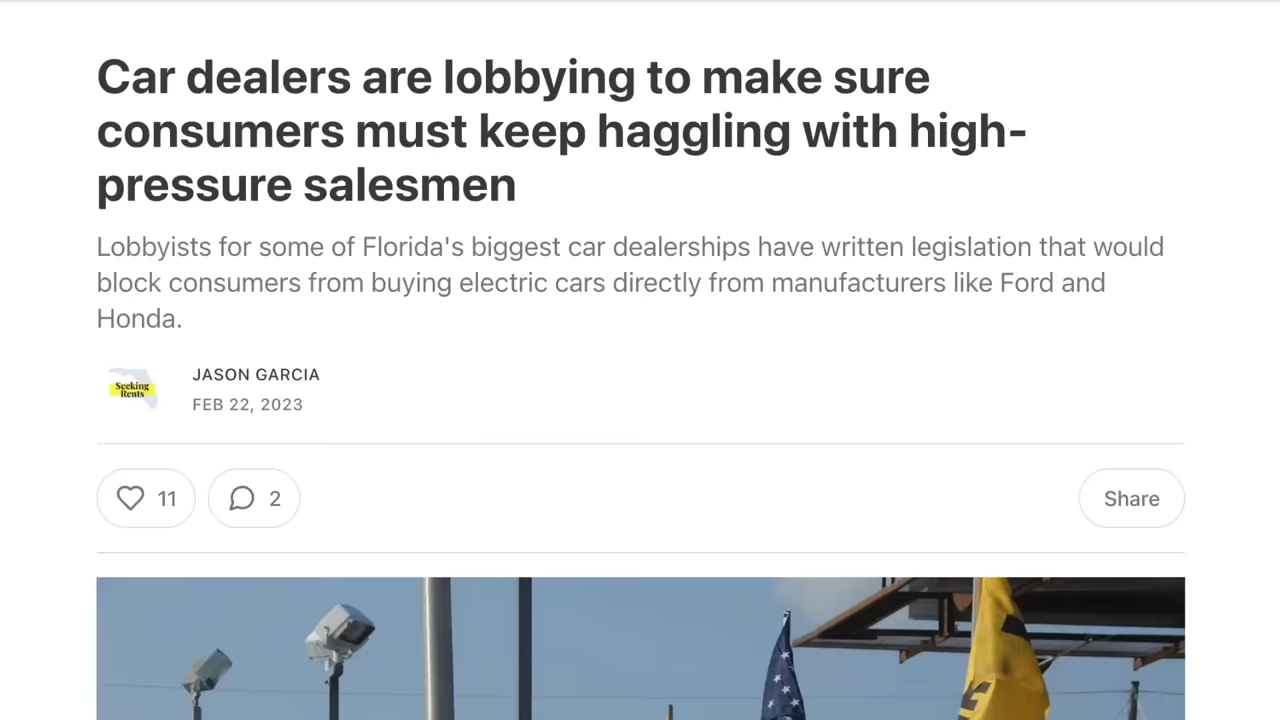 Car dealers are lobbying to make sure
consumers must keep haggling with high-
pressure salesmen
Lobbyists for some of Florida's biggest car dealerships have written legislation that would
block consumers from buying electric cars directly from manufacturers like Ford and
Honda.
Seeking
Rents
JASON GARCIA
FEB 22, 2023
11
2
Share